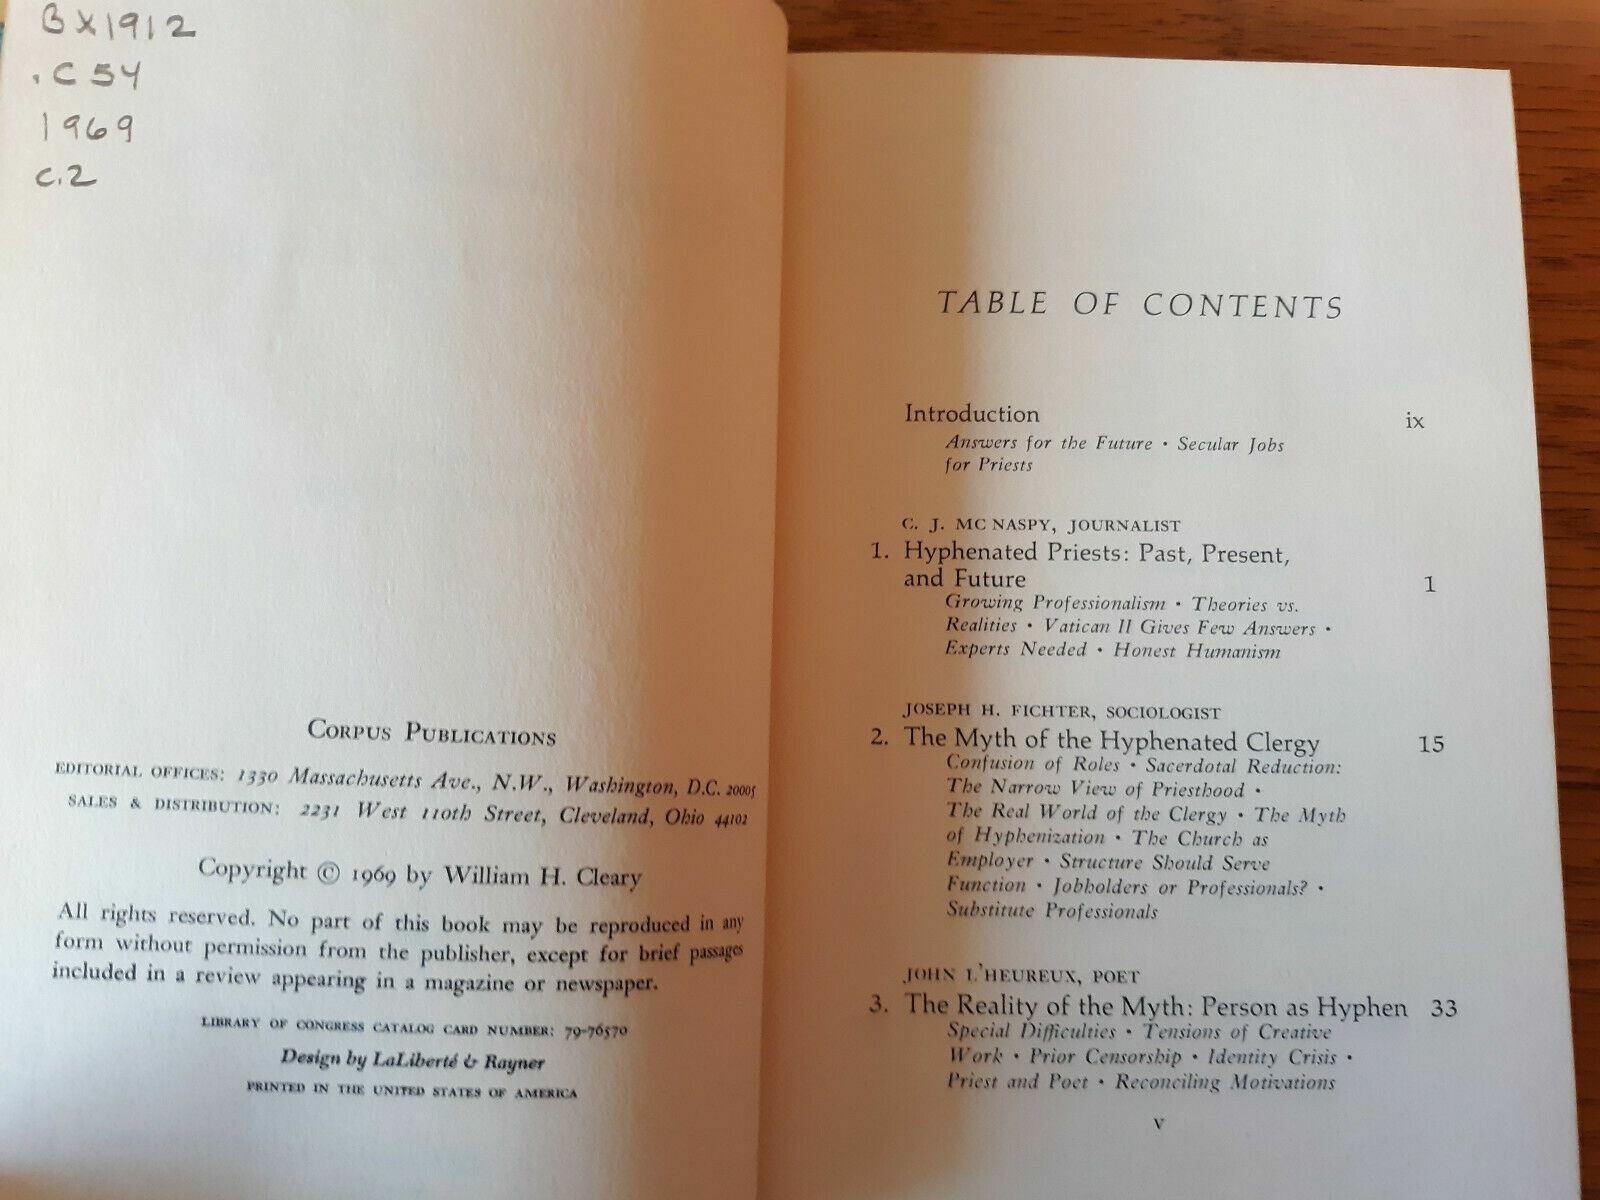 BX1912
.C54
1969
c.2
CORPUS PUBLICATIONS
EDITORIAL OFFICES: 1330 Massachusetts Ave., N.W., Washington, D.C. 20005
SALES & DISTRIBUTION: 2231 West 110th Street, Cleveland, Ohio 44102
Copyright © 1969 by William H. Cleary
All rights reserved. No part of this book may be reproduced in any
form without permission from the publisher, except for brief passages
included in a review appearing in a magazine or newspaper.
LIBRARY OF CONGRESS CATALOG CARD NUMBER: 79-76570
Design by LaLiberté & Rayner
PRINTED IN THE UNITED STATES OF AMERICA
TABLE OF CONTENTS
Introduction ix
Answers for the Future • Secular Jobs
for Priests
C. J. MC NASPY, JOURNALIST
1. Hyphenated Priests: Past, Present,
and Future 1
Growing Professionalism • Theories vs.
Realities • Vatican II Gives Few Answers •
Experts Needed • Honest Humanism
JOSEPH H. FICHTER, SOCIOLOGIST
2. The Myth of the Hyphenated Clergy 15
Confusion of Roles • Sacerdotal Reduction:
The Narrow View of Priesthood •
The Real World of the Clergy • The Myth
of Hyphenization • The Church as
Employer • Structure Should Serve
Function • Jobholders or Professionals? •
Substitute Professionals
JOHN L'HEUREUX, POET
3. The Reality of the Myth: Person as Hyphen 33
Special Difficulties • Tensions of Creative
Work • Prior Censorship • Identity Crisis •
Priest and Poet • Reconciling Motivations
v